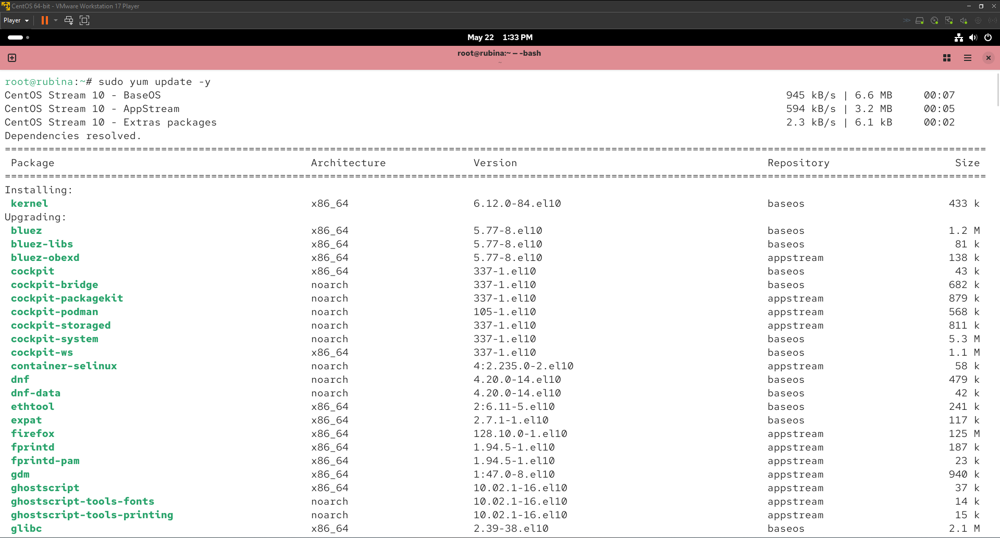 CentOS 64-bit - VMware Workstation 17 Player
Player
May 22 1:33 PM
root@rubina:~ — -bash
~
root@rubina:~# sudo yum update -y
CentOS Stream 10 - BaseOS 945 kB/s | 6.6 MB 00:07
CentOS Stream 10 - AppStream 594 kB/s | 3.2 MB 00:05
CentOS Stream 10 - Extras packages 2.3 kB/s | 6.1 kB 00:02
Dependencies resolved.
=============================================================================================================================================================
Package Architecture Version Repository Size
=============================================================================================================================================================
Installing:
kernel x86_64 6.12.0-84.el10 baseos 433 k
Upgrading:
bluez x86_64 5.77-8.el10 baseos 1.2 M
bluez-libs x86_64 5.77-8.el10 baseos 81 k
bluez-obexd x86_64 5.77-8.el10 appstream 138 k
cockpit x86_64 337-1.el10 baseos 43 k
cockpit-bridge noarch 337-1.el10 baseos 682 k
cockpit-packagekit noarch 337-1.el10 appstream 879 k
cockpit-podman noarch 105-1.el10 appstream 568 k
cockpit-storaged noarch 337-1.el10 appstream 811 k
cockpit-system noarch 337-1.el10 baseos 5.3 M
cockpit-ws x86_64 337-1.el10 baseos 1.1 M
container-selinux noarch 4:2.235.0-2.el10 appstream 58 k
dnf noarch 4.20.0-14.el10 baseos 479 k
dnf-data noarch 4.20.0-14.el10 baseos 42 k
ethtool x86_64 2:6.11-5.el10 baseos 241 k
expat x86_64 2.7.1-1.el10 baseos 117 k
firefox x86_64 128.10.0-1.el10 appstream 125 M
fprintd x86_64 1.94.5-1.el10 appstream 187 k
fprintd-pam x86_64 1.94.5-1.el10 appstream 23 k
gdm x86_64 1:47.0-8.el10 appstream 940 k
ghostscript x86_64 10.02.1-16.el10 appstream 37 k
ghostscript-tools-fonts noarch 10.02.1-16.el10 appstream 14 k
ghostscript-tools-printing noarch 10.02.1-16.el10 appstream 15 k
glibc x86_64 2.39-38.el10 baseos 2.1 M